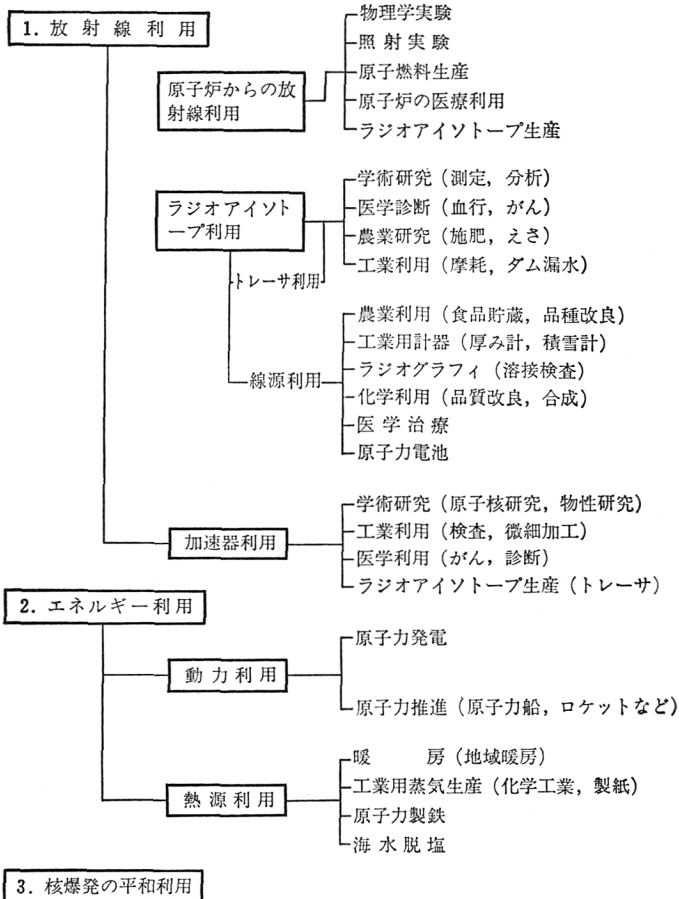 1. 放射線利用
原子炉からの放
射線利用
物理学実験
照射実験
原子燃料生産
原子炉の医療利用
ラジオアイソトープ生産
ラジオアイソト
ープ利用
トレーサ利用
学術研究（測定，分析）
医学診断（血行，がん）
農業研究（施肥，えさ）
工業利用（摩耗，ダム漏水）
線源利用
農業利用（食品貯蔵，品種改良）
工業用計器（厚み計，積雪計）
ラジオグラフィ（溶接検査）
化学利用（品質改良，合成）
医学治療
原子力電池
加速器利用
学術研究（原子核研究，物性研究）
工業利用（検査，微細加工）
医学利用（がん，診断）
ラジオアイソトープ生産（トレーサ）
2. エネルギー利用
動力利用
原子力発電
原子力推進（原子力船，ロケットなど）
熱源利用
暖房（地域暖房）
工業用蒸気生産（化学工業，製紙）
原子力製鉄
海水脱塩
3. 核爆発の平和利用